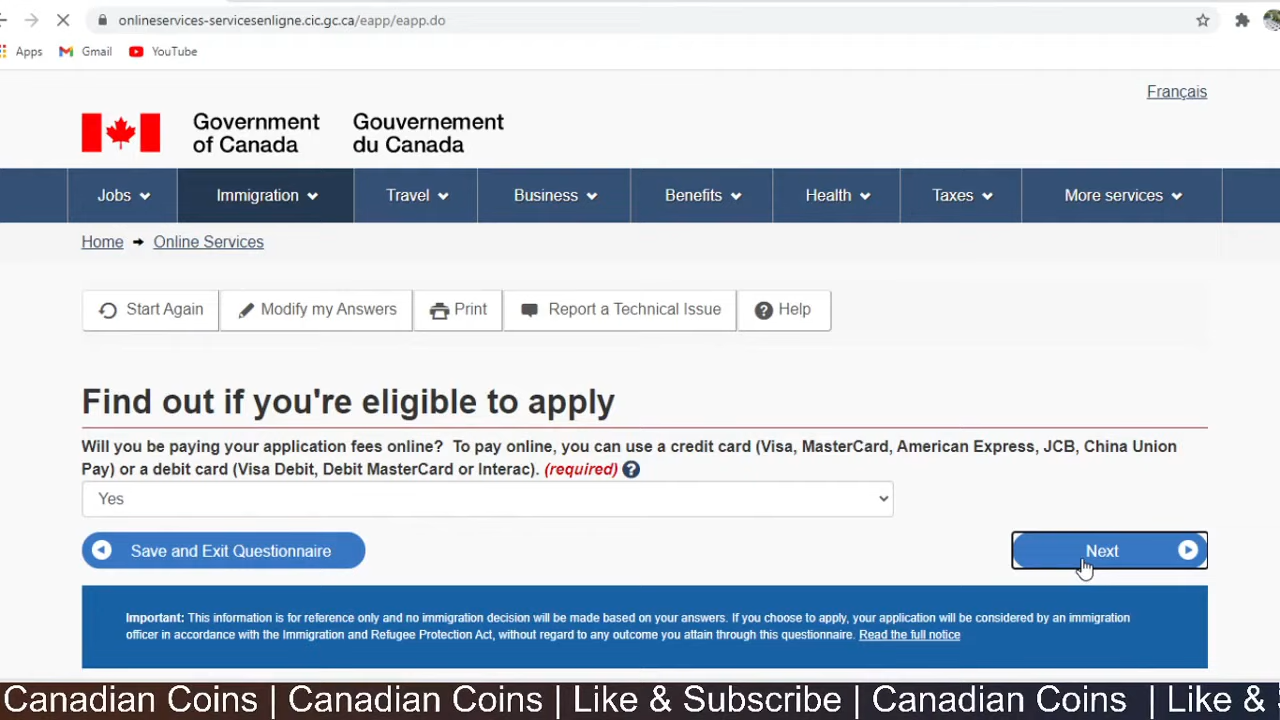 onlineservices-servicesenligne.cic.gc.ca/eapp/eapp.do
Apps Gmail YouTube
Français
Government Gouvernement
of Canada du Canada
Jobs Immigration Travel Business Benefits Health Taxes More services
Home Online Services
Start Again Modify my Answers Print Report a Technical Issue Help
Find out if you're eligible to apply
Will you be paying your application fees online? To pay online, you can use a credit card (Visa, MasterCard, American Express, JCB, China Union
Pay) or a debit card (Visa Debit, Debit MasterCard or Interac). (required) ?
Yes
Save and Exit Questionnaire Next
Important: This information is for reference only and no immigration decision will be made based on your answers. If you choose to apply, your application will be considered by an immigration
officer in accordance with the Immigration and Refugee Protection Act, without regard to any outcome you attain through this questionnaire. Read the full notice
Canadian Coins | Canadian Coins | Like & Subscribe | Canadian Coins | Like &